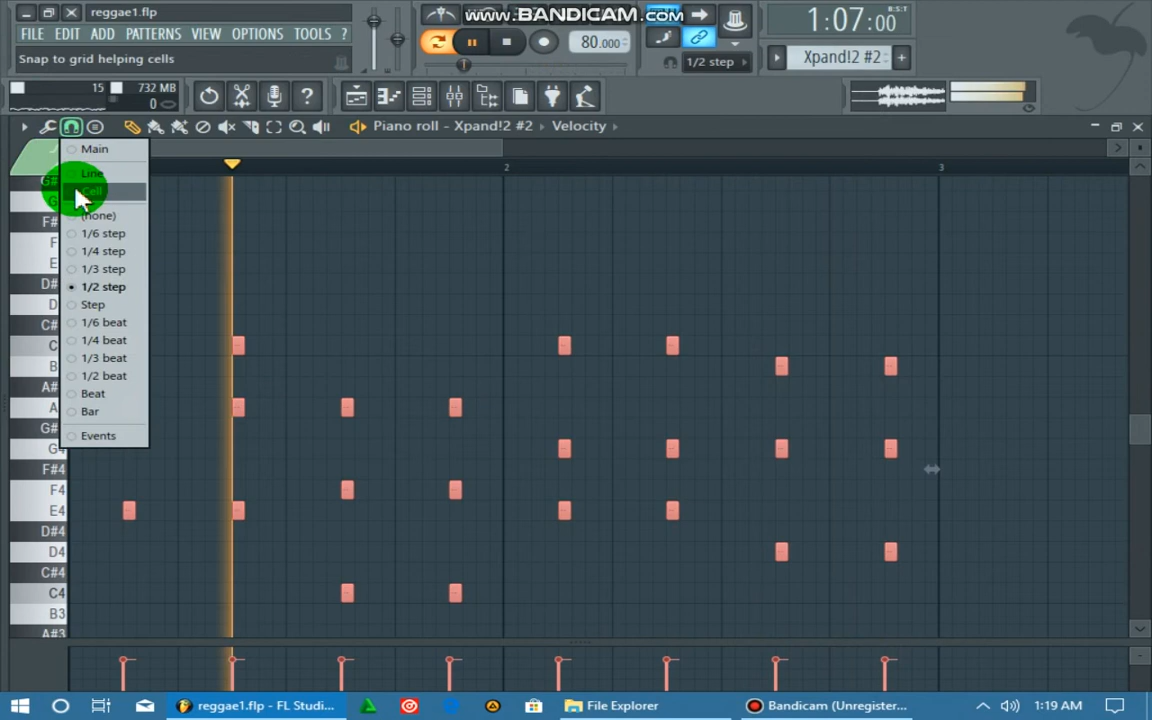 reggae1.flp
www.BANDICAM.com
1:07:00
B:S:T
FILE EDIT ADD PATTERNS VIEW OPTIONS TOOLS ?
80.000
Snap to grid helping cells
1/2 step
Xpand!2 #2
15
732 MB
0
Piano roll - Xpand!2 #2 Velocity
Main
Line
Cell
(none)
1/6 step
1/4 step
1/3 step
1/2 step
Step
1/6 beat
1/4 beat
1/3 beat
1/2 beat
Beat
Bar
Events
2
3
G#
G
F#
F
E
D#
D
C#
C
B
A#
A
G#
G4
F#4
F4
E4
D#4
D4
C#4
C4
B3
A#3
reggae1.flp - FL Studi...
File Explorer
Bandicam (Unregister...
1:19 AM